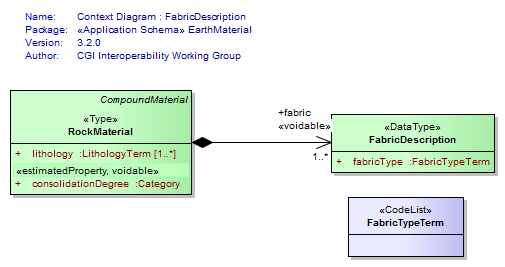 Name: Context Diagram : FabricDescription
Package: «Application Schema» EarthMaterial
Version: 3.2.0
Author: CGI Interoperability Working Group
CompoundMaterial
«Type»
RockMaterial
+ lithology :LithologyTerm [1..*]
«estimatedProperty, voidable»
+ consolidationDegree :Category
+fabric
«voidable»
1..*
«DataType»
FabricDescription
+ fabricType :FabricTypeTerm
«CodeList»
FabricTypeTerm